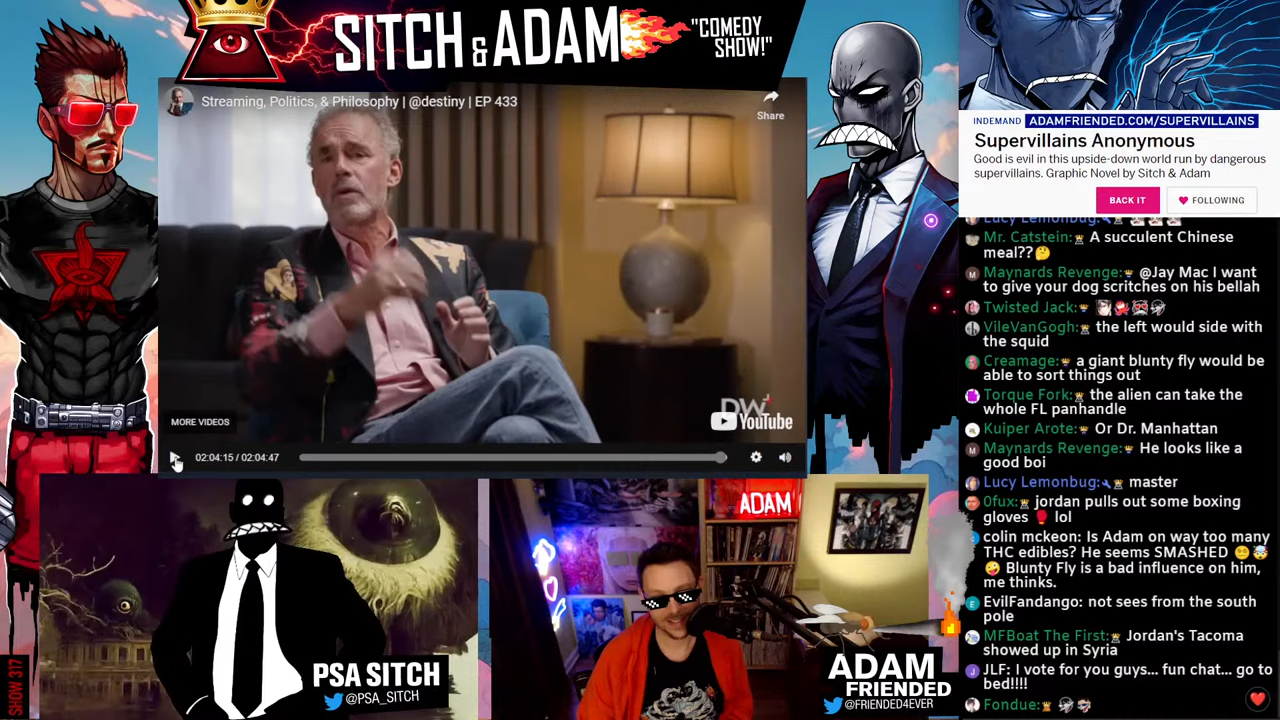 SITCH & ADAM
"COMEDY
SHOW!"
Streaming, Politics, & Philosophy | @destiny | EP 433
Share
MORE VIDEOS
DW+
YouTube
02:04:15 / 02:04:47
SHOW 317
PSA SITCH
@PSA_SITCH
ADAM
ADAM
FRIENDED
@FRIENDED4EVER
INDEMAND ADAMFRIENDED.COM/SUPERVILLAINS
Supervillains Anonymous
Good is evil in this upside-down world run by dangerous
supervillains. Graphic Novel by Sitch & Adam
BACK IT
FOLLOWING
Lucy Lemonbug:
Mr. Catstein: A succulent Chinese
meal??🤔
Maynards Revenge: @Jay Mac I want
to give your dog scritches on his bellah
Twisted Jack:
VileVanGogh: the left would side with
the squid
Creamage: a giant blunty fly would be
able to sort things out
Torque Fork: the alien can take the
whole FL panhandle
Kuiper Arote: Or Dr. Manhattan
Maynards Revenge: He looks like a
good boi
Lucy Lemonbug: master
0fux: jordan pulls out some boxing
gloves 🥊 lol
colin mckeon: Is Adam on way too many
THC edibles? He seems SMASHED
Blunty Fly is a bad influence on him,
me thinks.
EvilFandango: not sees from the south
pole
MFBoat The First: Jordan's Tacoma
showed up in Syria
JLF: I vote for you guys... fun chat... go to
bed!!!!
Fondue: